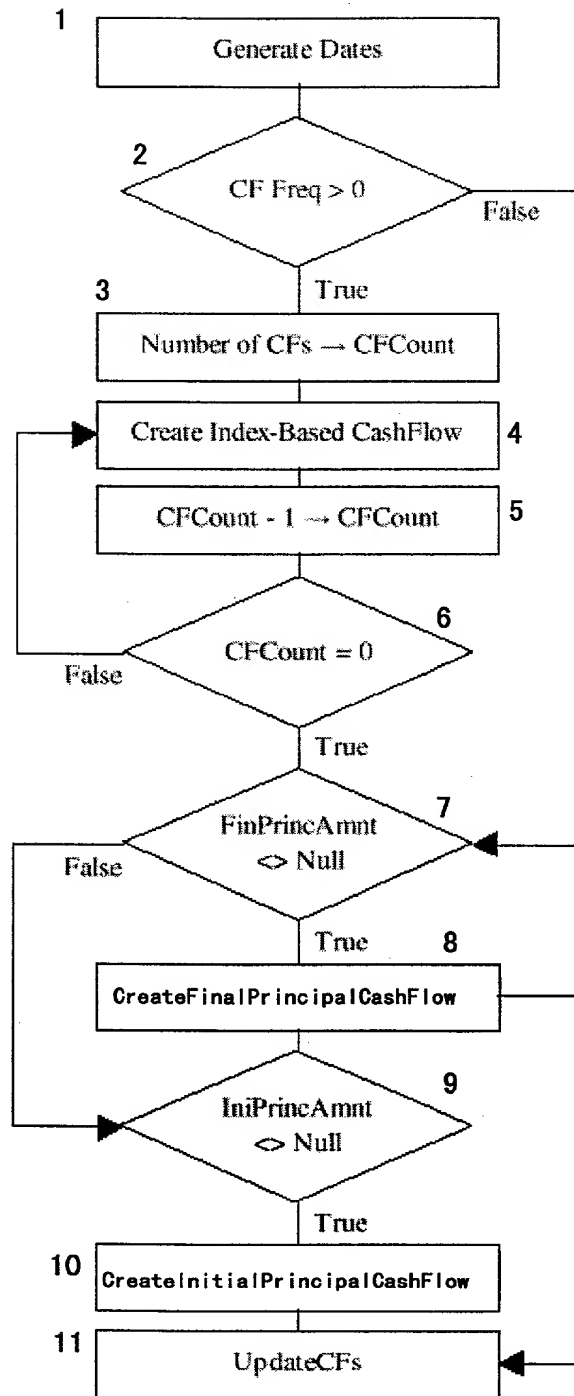 1
Generate Dates
2
CF Freq > 0
False
True
3
Number of CFs → CFCount
Create Index-Based CashFlow
4
CFCount - 1 → CFCount
5
6
CFCount = 0
False
True
7
FinPrincAmnt
<> Null
False
True
8
CreateFinalPrincipalCashFlow
9
IniPrincAmnt
<> Null
True
10
CreateInitialPrincipalCashFlow
11
UpdateCFs